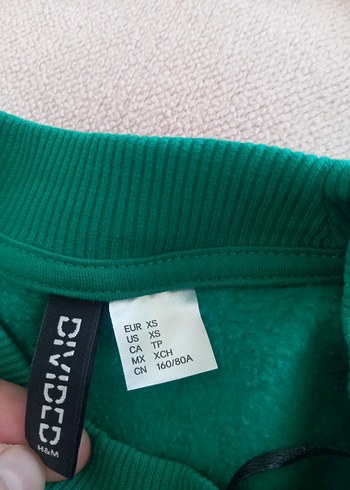 DIVIDED
H&M
EUR XS
US XS
CA TP
MX XCH
CN 160/80A